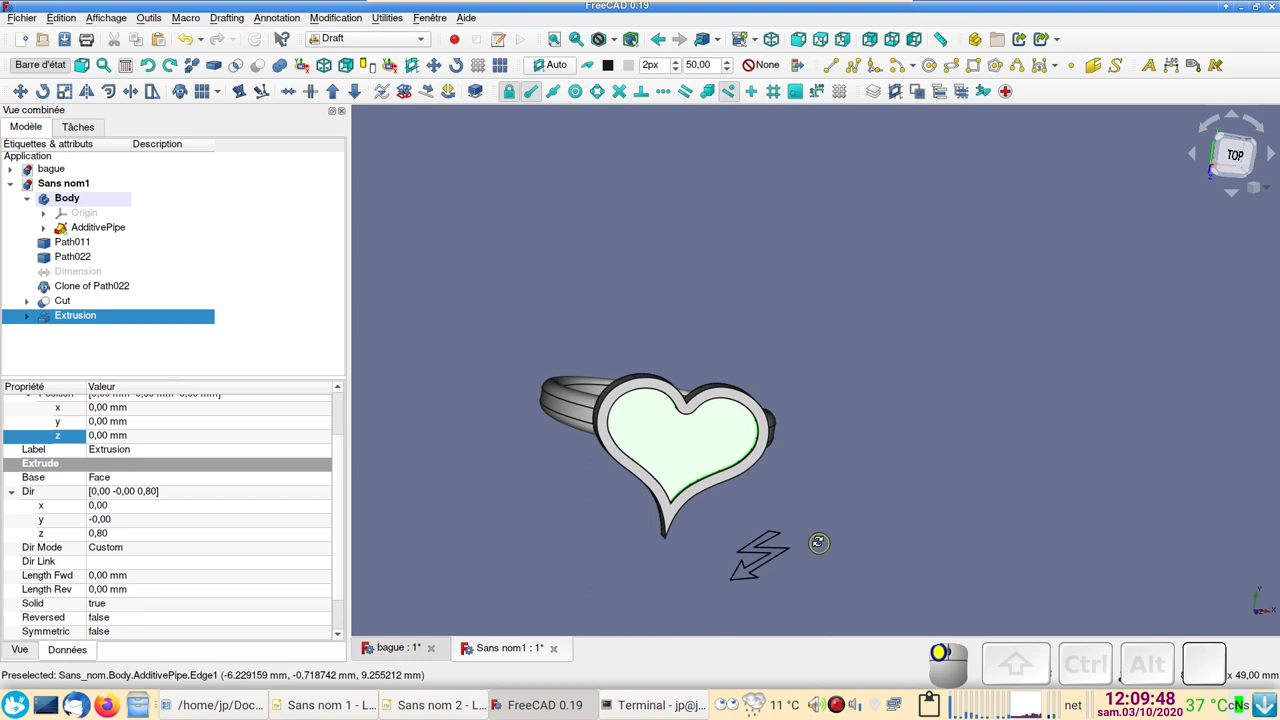 FreeCAD 0.19
Fichier Édition Affichage Outils Macro Drafting Annotation Modification Utilities Fenêtre Aide
Draft
Barre d'état Auto 2px 50,00 None
Vue combinée
Modèle Tâches
Étiquettes & attributs Description
Application
bague
Sans nom1
Body
Origin
AdditivePipe
Path011
Path022
Dimension
Clone of Path022
Cut
Extrusion
TOP
Propriété Valeur
x 0,00 mm
y 0,00 mm
z 0,00 mm
Label Extrusion
Extrude
Base Face
Dir [0,00 -0,00 0,80]
x 0,00
y -0,00
z 0,80
Dir Mode Custom
Dir Link
Length Fwd 0,00 mm
Length Rev 0,00 mm
Solid true
Reversed false
Symmetric false
Vue Données
bague : 1* Sans nom1 : 1*
Preselected: Sans_nom.Body.AdditivePipe.Edge1 (-6.229159 mm, -0.718742 mm, 9.255212 mm) x 49,00 mm
Ctrl Alt
/home/jp/Doc... Sans nom 1 - L... Sans nom 2 - L... FreeCAD 0.19 Terminal - jp@j... 11 °C net 12:09:48 sam.03/10/2020 37 °C